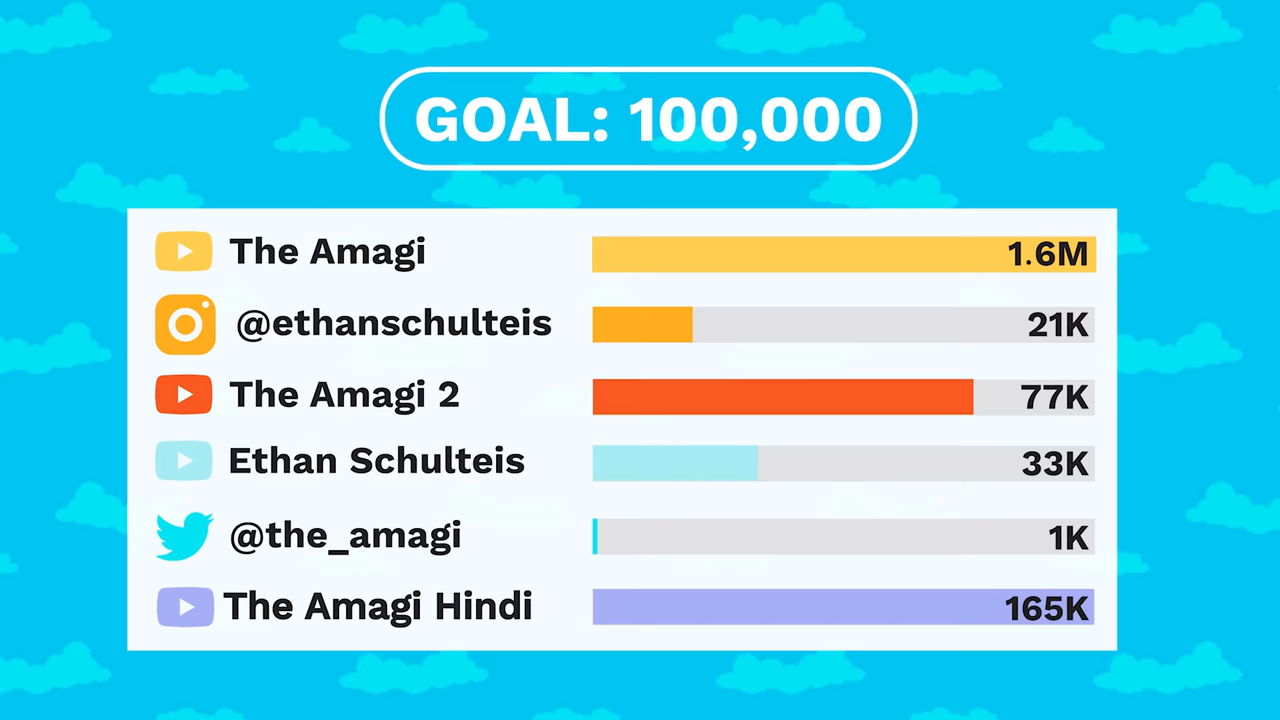 GOAL: 100,000
The Amagi 1.6M
@ethanschulteis 21K
The Amagi 2 77K
Ethan Schulteis 33K
@the_amagi 1K
The Amagi Hindi 165K